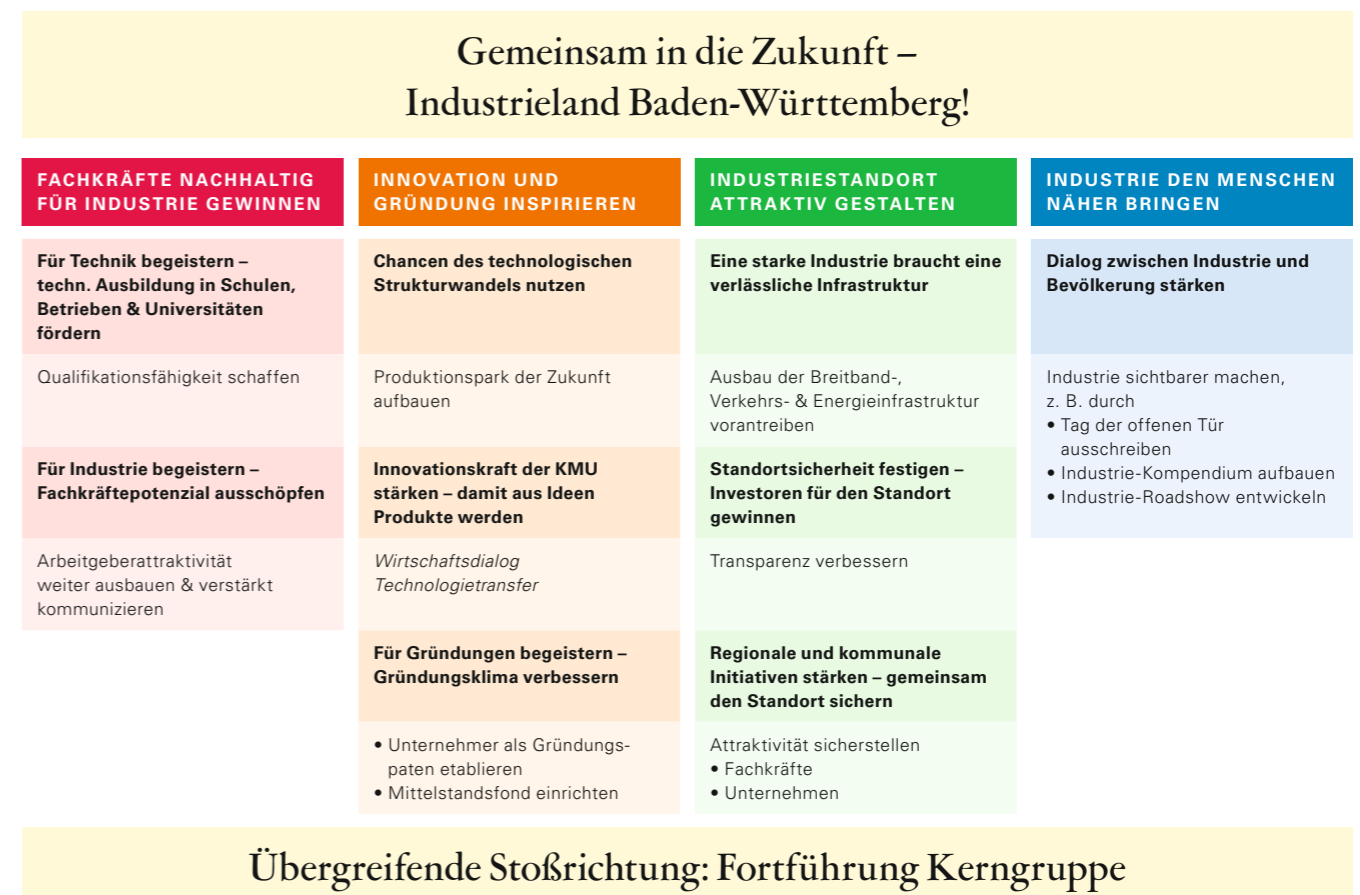 Gemeinsam in die Zukunft –
Industrieland Baden-Württemberg!
FACHKRÄFTE NACHHALTIG
FÜR INDUSTRIE GEWINNEN
Für Technik begeistern –
techn. Ausbildung in Schulen,
Betrieben & Universitäten
fördern
Qualifikationsfähigkeit schaffen
Für Industrie begeistern –
Fachkräftepotenzial ausschöpfen
Arbeitgeberattraktivität
weiter ausbauen & verstärkt
kommunizieren
INNOVATION UND
GRÜNDUNG INSPIRIEREN
Chancen des technologischen
Strukturwandels nutzen
Produktionspark der Zukunft
aufbauen
Innovationskraft der KMU
stärken – damit aus Ideen
Produkte werden
Wirtschaftsdialog
Technologietransfer
Für Gründungen begeistern –
Gründungsklima verbessern
• Unternehmer als Gründungs-
paten etablieren
• Mittelstandsfond einrichten
INDUSTRIESTANDORT
ATTRAKTIV GESTALTEN
Eine starke Industrie braucht eine
verlässliche Infrastruktur
Ausbau der Breitband-,
Verkehrs- & Energieinfrastruktur
vorantreiben
Standortsicherheit festigen –
Investoren für den Standort
gewinnen
Transparenz verbessern
Regionale und kommunale
Initiativen stärken – gemeinsam
den Standort sichern
Attraktivität sicherstellen
• Fachkräfte
• Unternehmen
INDUSTRIE DEN MENSCHEN
NÄHER BRINGEN
Dialog zwischen Industrie und
Bevölkerung stärken
Industrie sichtbarer machen,
z. B. durch
• Tag der offenen Tür
ausschreiben
• Industrie-Kompendium aufbauen
• Industrie-Roadshow entwickeln
Übergreifende Stoßrichtung: Fortführung Kerngruppe